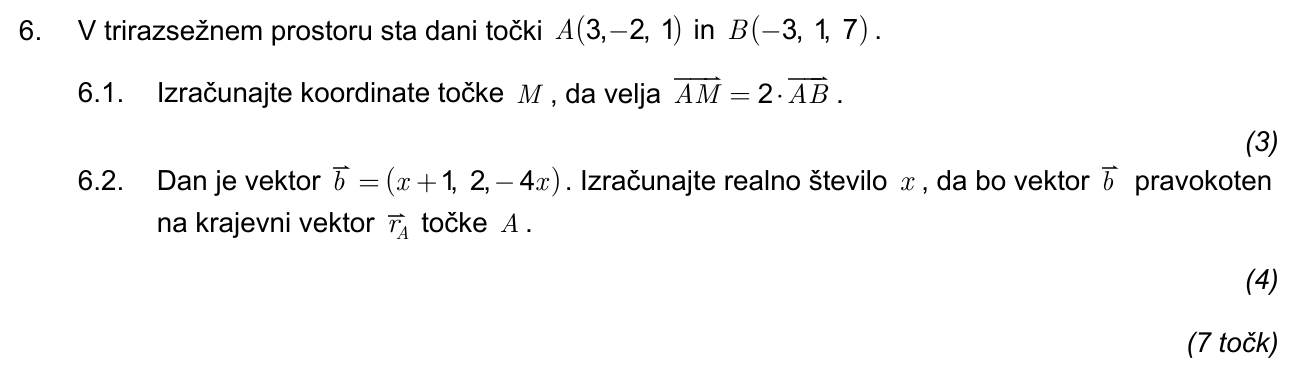 6. V trirazsežnem prostoru sta dani točki A(3,−2, 1) in B(−3, 1, 7).
6.1. Izračunajte koordinate točke M , da velja \overrightarrow{AM} = 2 · \overrightarrow{AB} .
(3)
6.2. Dan je vektor \vec{b} = (x + 1, 2, − 4x). Izračunajte realno število x , da bo vektor \vec{b} pravokoten
na krajevni vektor \vec{r}_A točke A .
(4)
(7 točk)